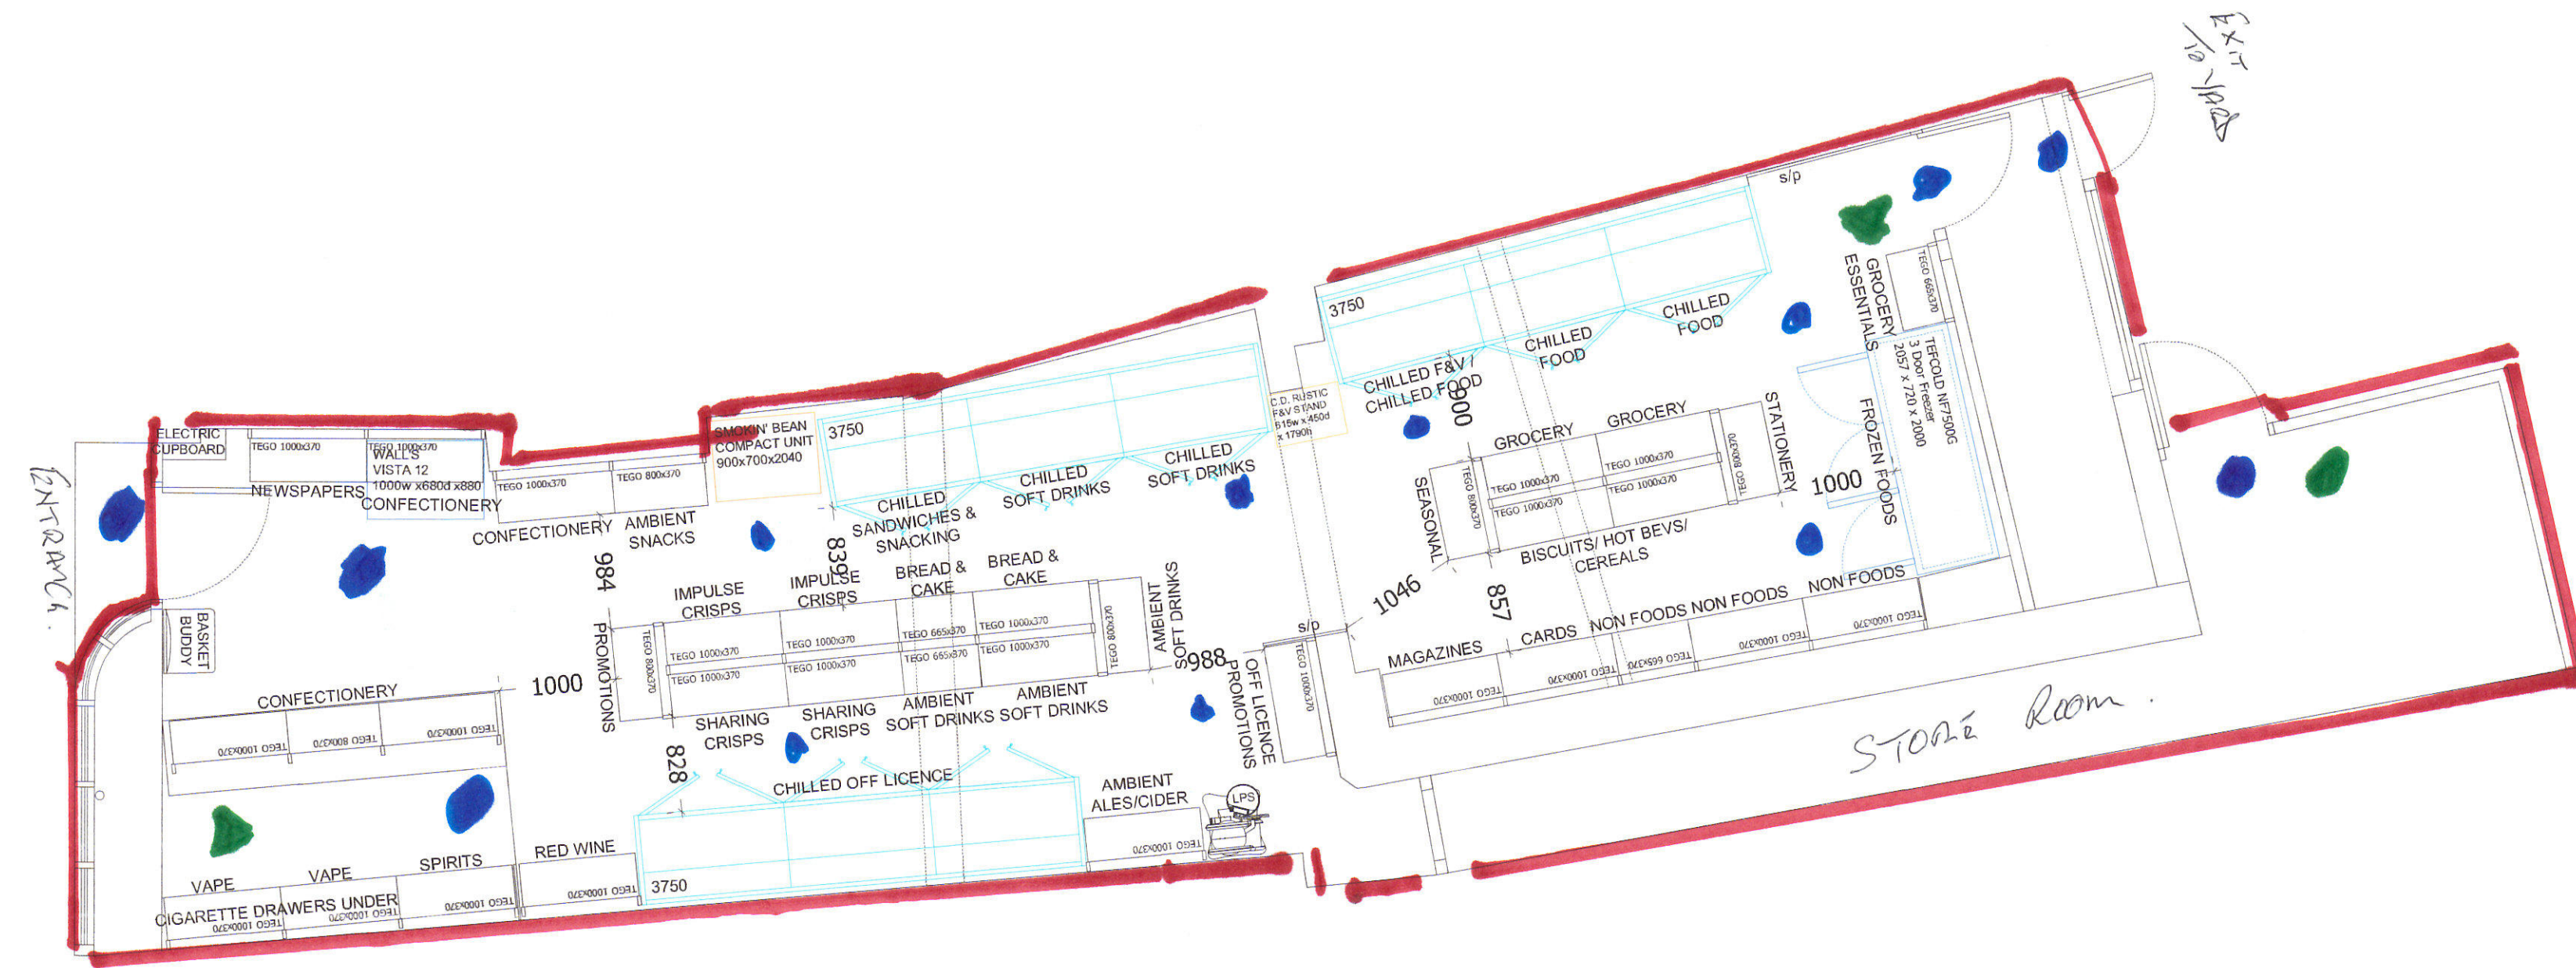 EXIT
TO YARD
ENTRANCE.
ELECTRIC
CUPBOARD
TEGO 1000x370
TEGO 1000x370
WALL'S
VISTA 12
1000w x680d x880
NEWSPAPERS
CONFECTIONERY
TEGO 1000x370
TEGO 800x370
CONFECTIONERY
AMBIENT
SNACKS
SMOKIN' BEAN
COMPACT UNIT
900x700x2040
3750
CHILLED
SANDWICHES &
SNACKING
CHILLED
SOFT DRINKS
CHILLED
SOFT DRINKS
C.D. RUSTIC
F&V STAND
615w x 450d
x 1790h
3750
CHILLED F&V /
CHILLED FOOD
CHILLED
FOOD
CHILLED
FOOD
s/p
GROCERY
ESSENTIALS
TEGO 665x370
TEFCOLD NF7500G
3 Door Freezer
2057 x 720 x 2000
FROZEN FOODS
900
984
839
BASKET
BUDDY
PROMOTIONS
TEGO 800x370
IMPULSE
CRISPS
IMPULSE
CRISPS
BREAD &
CAKE
BREAD &
CAKE
TEGO 1000x370
TEGO 1000x370
TEGO 665x370
TEGO 1000x370
TEGO 1000x370
TEGO 1000x370
TEGO 665x370
TEGO 1000x370
TEGO 800x370
AMBIENT
SOFT DRINKS
SHARING
CRISPS
SHARING
CRISPS
AMBIENT
SOFT DRINKS
AMBIENT
SOFT DRINKS
988
1000
828
SEASONAL
TEGO 800x370
GROCERY
GROCERY
TEGO 1000x370
TEGO 1000x370
TEGO 1000x370
TEGO 1000x370
TEGO 800x370
STATIONERY
1000
BISCUITS/ HOT BEVS/
CEREALS
1046
857
s/p
TEGO 1000x370
OFF LICENCE
PROMOTIONS
MAGAZINES
CARDS
NON FOODS
NON FOODS
NON FOODS
TEGO 1000x370
TEGO 1000x370
TEGO 665x370
TEGO 1000x370
TEGO 1000x370
STORE ROOM.
CONFECTIONERY
TEGO 1000x370
TEGO 800x370
TEGO 1000x370
CHILLED OFF LICENCE
3750
AMBIENT
ALES/CIDER
TEGO 1000x370
LPS
VAPE
VAPE
SPIRITS
RED WINE
CIGARETTE DRAWERS UNDER
TEGO 1000x370
TEGO 1000x370
TEGO 1000x370
TEGO 1000x370